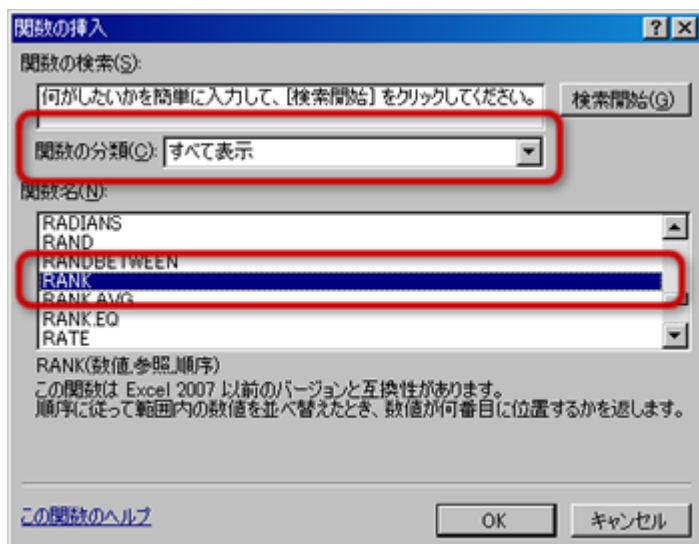 関数の挿入
関数の検索(S):
何がしたいかを簡単に入力して、[検索開始] をクリックしてください。
検索開始(G)
関数の分類(C): すべて表示
関数名(N):
RADIANS
RAND
RANDBETWEEN
RANK
RANK.AVG
RANK.EQ
RATE
RANK(数値,参照,順序)
この関数は Excel 2007 以前のバージョンと互換性があります。
順序に従って範囲内の数値を並べ替えたとき、数値が何番目に位置するかを返します。
この関数のヘルプ
OK
キャンセル